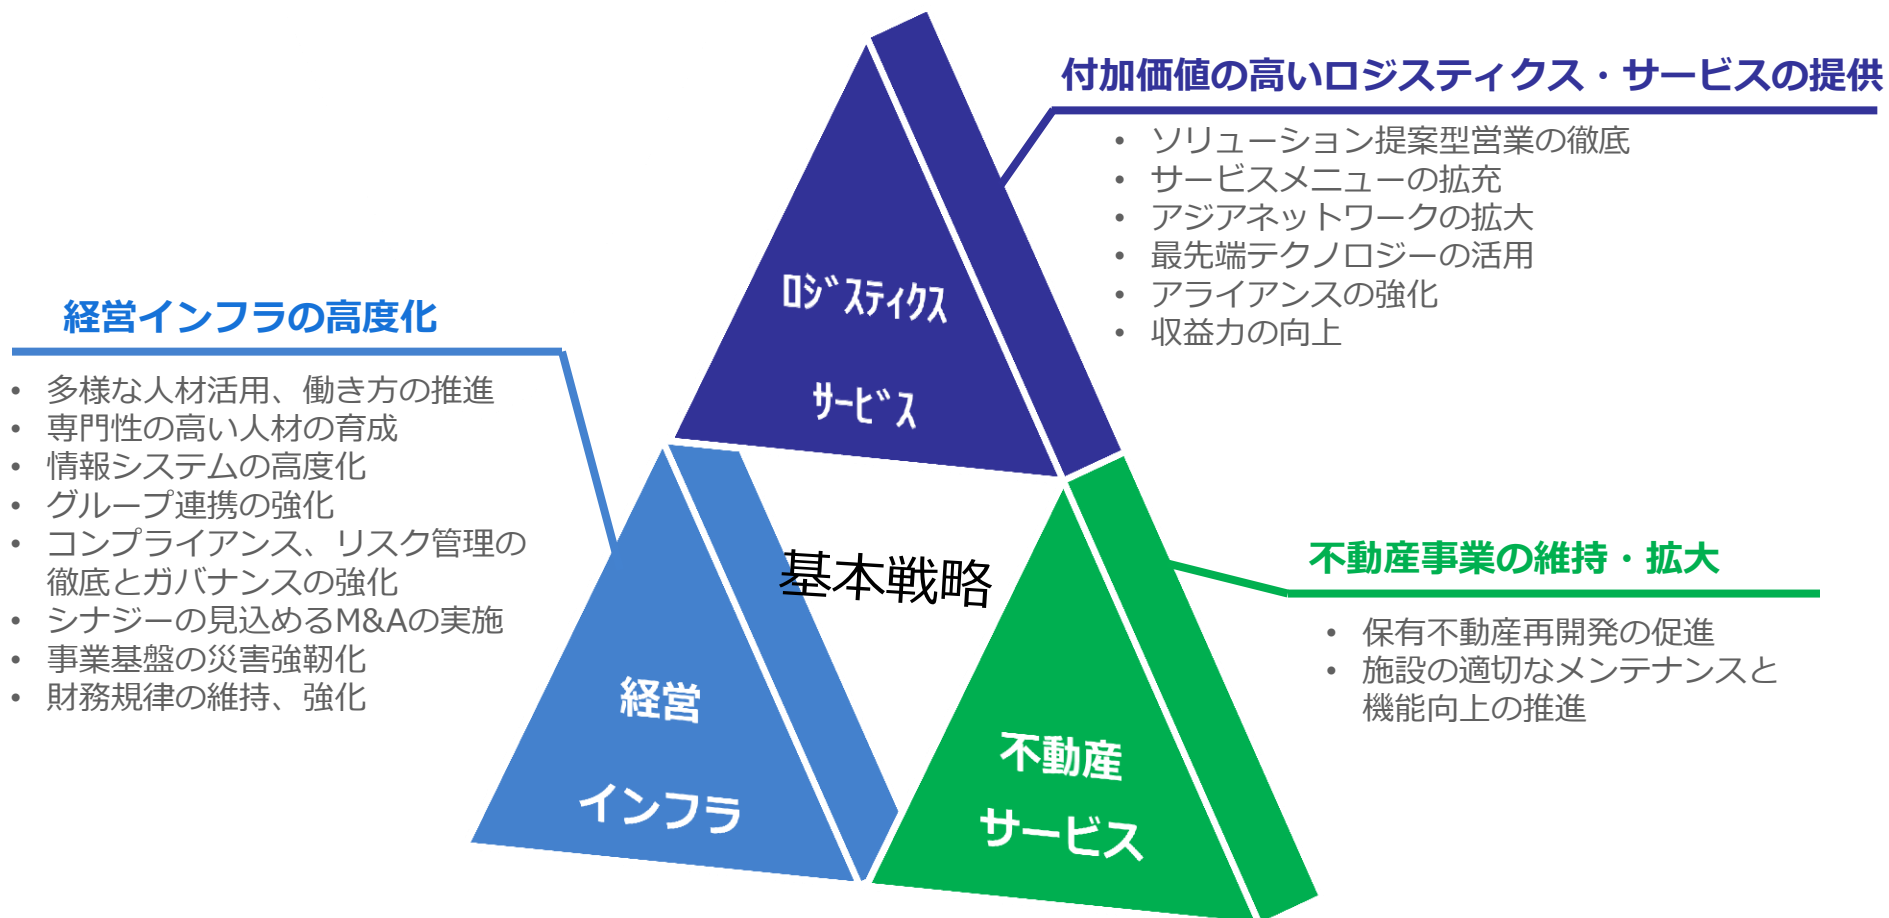 付加価値の高いロジスティクス・サービスの提供
• ソリューション提案型営業の徹底
• サービスメニューの拡充
• アジアネットワークの拡大
• 最先端テクノロジーの活用
• アライアンスの強化
• 収益力の向上
ﾛｼﾞｽﾃｨｸｽ
ｻｰﾋﾞｽ
経営インフラの高度化
• 多様な人材活用、働き方の推進
• 専門性の高い人材の育成
• 情報システムの高度化
• グループ連携の強化
• コンプライアンス、リスク管理の
徹底とガバナンスの強化
• シナジーの見込めるM&Aの実施
• 事業基盤の災害強靭化
• 財務規律の維持、強化
基本戦略
経営
インフラ
不動産
サービス
不動産事業の維持・拡大
• 保有不動産再開発の促進
• 施設の適切なメンテナンスと
機能向上の推進